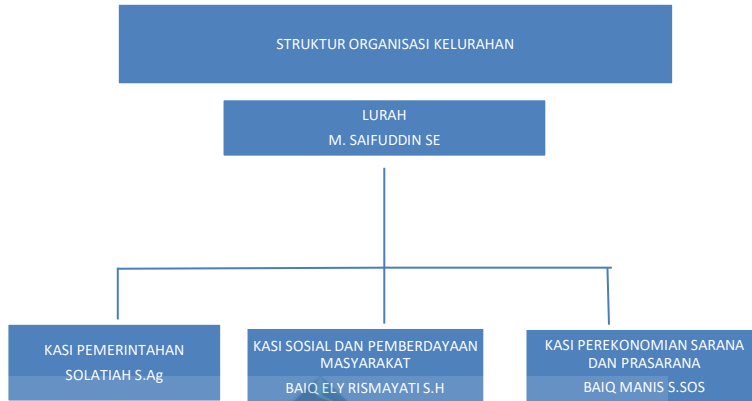 STRUKTUR ORGANISASI KELURAHAN
LURAH
M. SAIFUDDIN SE
KASI PEMERINTAHAN
SOLATIAH S.Ag
KASI SOSIAL DAN PEMBERDAYAAN
MASYARAKAT
BAIQ ELY RISMAYATI S.H
KASI PEREKONOMIAN SARANA
DAN PRASARANA
BAIQ MANIS S.SOS